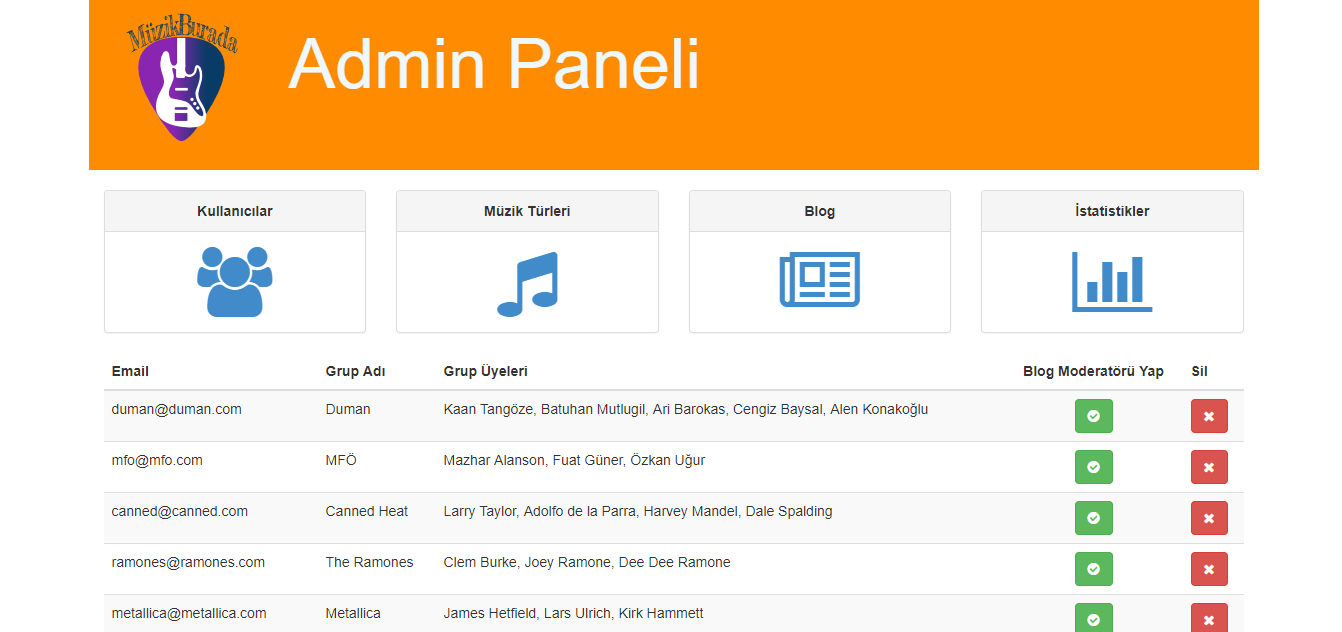 MüzikBurada
Admin Paneli
Kullanıcılar
Müzik Türleri
Blog
İstatistikler
Email Grup Adı Grup Üyeleri Blog Moderatörü Yap Sil
duman@duman.com Duman Kaan Tangöze, Batuhan Mutlugil, Ari Barokas, Cengiz Baysal, Alen Konakoğlu
mfo@mfo.com MFÖ Mazhar Alanson, Fuat Güner, Özkan Uğur
canned@canned.com Canned Heat Larry Taylor, Adolfo de la Parra, Harvey Mandel, Dale Spalding
ramones@ramones.com The Ramones Clem Burke, Joey Ramone, Dee Dee Ramone
metallica@metallica.com Metallica James Hetfield, Lars Ulrich, Kirk Hammett